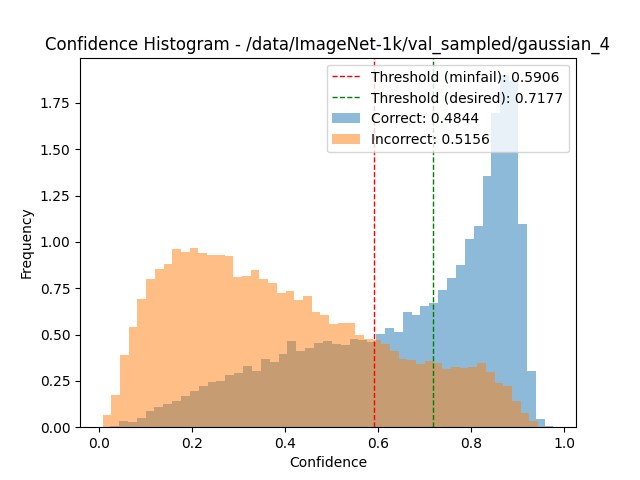 Confidence Histogram - /data/ImageNet-1k/val_sampled/gaussian_4
Threshold (minfail): 0.5906
Threshold (desired): 0.7177
Correct: 0.4844
Incorrect: 0.5156
1.75
1.50
1.25
1.00
0.75
0.50
0.25
0.00
Frequency
0.0 0.2 0.4 0.6 0.8 1.0
Confidence